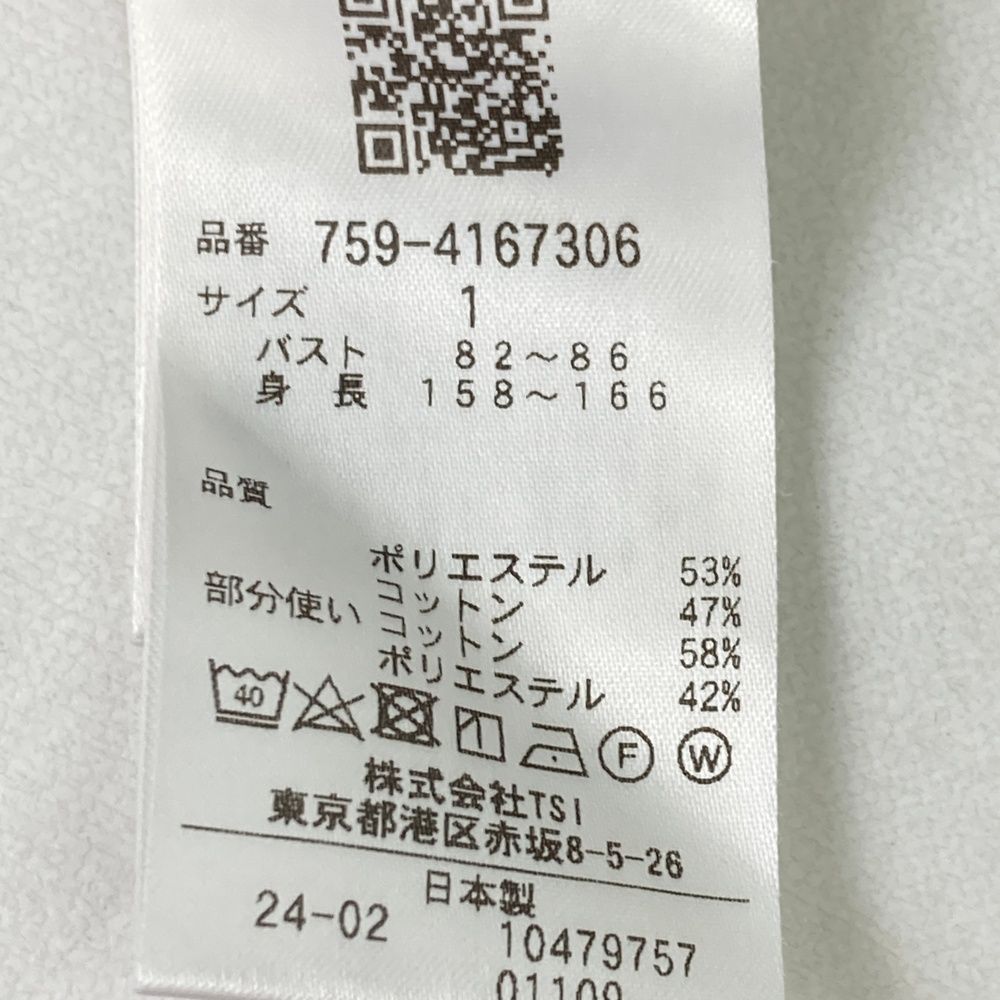 品番 759-4167306
サイズ 1
バスト 82～86
身長 158～166
品質
ポリエステル 53%
コットン 47%
部分使い コットン 58%
ポリエステル 42%
40 F W
株式会社TSI
東京都港区赤坂8-5-26
日本製
24-02 10479757
01109